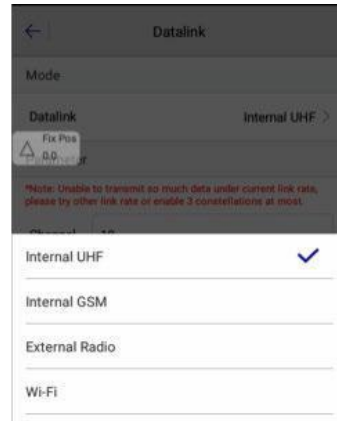 Datalink
Mode
Datalink Internal UHF >
Fix Pos
0.0
*Note: Unable to transmit so much data under current link rate,
please try other link rate or enable 3 constellations at most.
Channel 10
Internal UHF
Internal GSM
External Radio
Wi-Fi